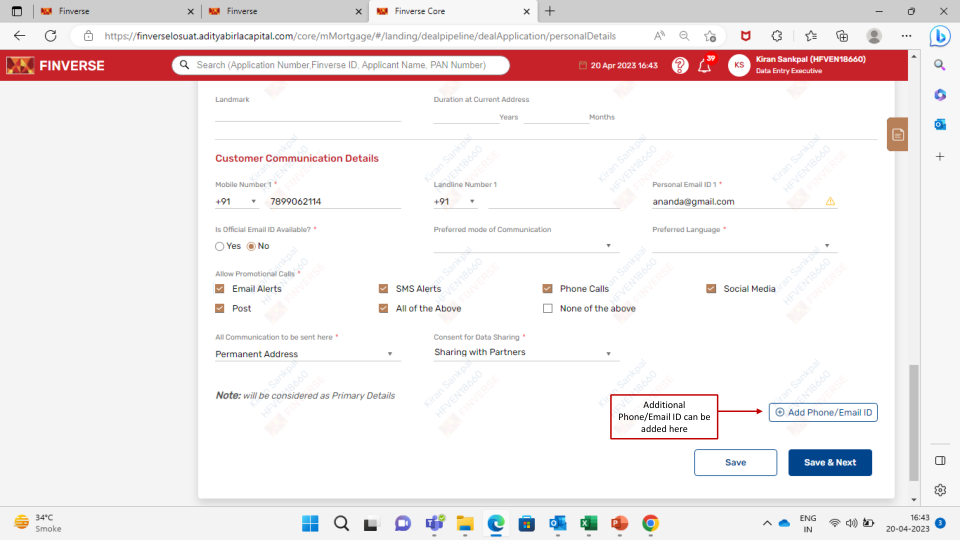 Finverse
Finverse
Finverse Core
https://finverselosuat.adityabirlacapital.com/core/mMortgage/#/landing/dealpipeline/dealApplication/personalDetails
FINVERSE
Search (Application Number,Finverse ID, Applicant Name, PAN Number)
20 Apr 2023 16:43
39
KS
Kiran Sankpal (HFVEN18660)
Data Entry Executive
Landmark
Duration at Current Address
Years
Months
Customer Communication Details
Mobile Number 1 *
Landline Number 1
Personal Email ID 1 *
+91 7899062114
+91
ananda@gmail.com
Is Official Email ID Available? *
Preferred mode of Communication
Preferred Language *
Yes No
Allow Promotional Calls *
Email Alerts
SMS Alerts
Phone Calls
Social Media
Post
All of the Above
None of the above
All Communication to be sent here *
Consent for Data Sharing *
Permanent Address
Sharing with Partners
Note: will be considered as Primary Details
Additional
Phone/Email ID can be
added here
Add Phone/Email ID
Save
Save & Next
Kiran Sankpal
HFVEN18660
FINVERSE
34°C
Smoke
ENG
IN
16:43
20-04-2023
3